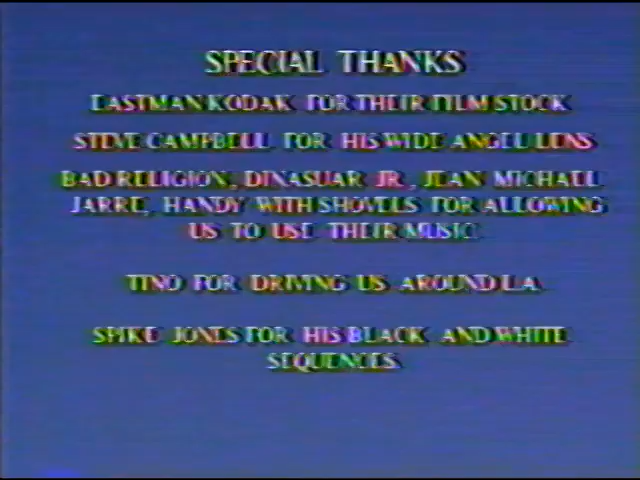 SPECIAL THANKS
EASTMAN KODAK FOR THEIR FILM STOCK
STEVE CAMPBELL FOR HIS WIDE ANGEL LENS
BAD RELIGION, DINASUAR JR., JEAN MICHAEL
JARRE, HANDY WITH SHOVELS FOR ALLOWING
US TO USE THEIR MUSIC.
TINO FOR DRIVING US AROUND L.A.
SPIKE JONES FOR HIS BLACK AND WHITE
SEQUENCES.